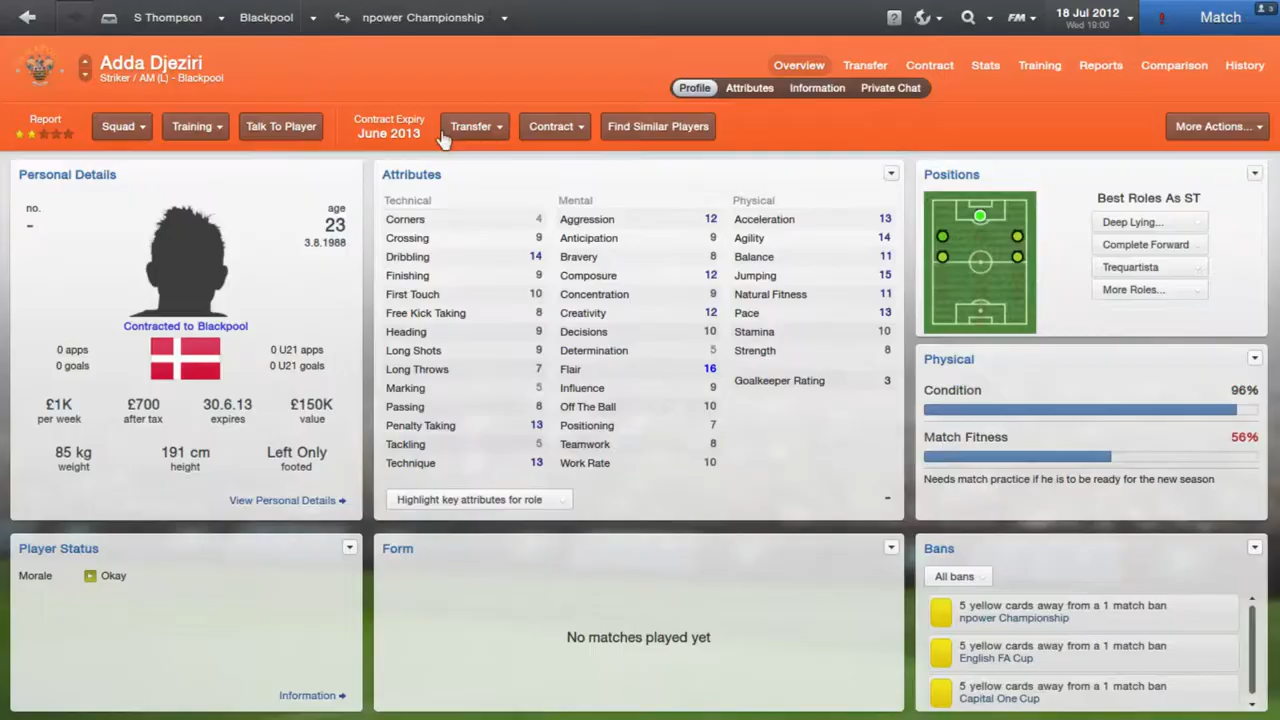 S Thompson
Blackpool
npower Championship
?
FM
18 Jul 2012
Wed 19:00
Match
3
Adda Djeziri
Striker / AM (L) - Blackpool
Overview
Transfer
Contract
Stats
Training
Reports
Comparison
History
Profile
Attributes
Information
Private Chat
Report
Squad
Training
Talk To Player
Contract Expiry
June 2013
Transfer
Contract
Find Similar Players
More Actions...
Personal Details
no.
-
age
23
3.8.1988
Contracted to Blackpool
0 apps
0 goals
0 U21 apps
0 U21 goals
£1K
per week
£700
after tax
30.6.13
expires
£150K
value
85 kg
weight
191 cm
height
Left Only
footed
View Personal Details
Attributes
Technical
Corners 4
Crossing 9
Dribbling 14
Finishing 9
First Touch 10
Free Kick Taking 8
Heading 9
Long Shots 9
Long Throws 7
Marking 5
Passing 8
Penalty Taking 13
Tackling 5
Technique 13
Mental
Aggression 12
Anticipation 9
Bravery 8
Composure 12
Concentration 9
Creativity 12
Decisions 10
Determination 5
Flair 16
Influence 9
Off The Ball 10
Positioning 7
Teamwork 8
Work Rate 10
Physical
Acceleration 13
Agility 14
Balance 11
Jumping 15
Natural Fitness 11
Pace 13
Stamina 10
Strength 8
Goalkeeper Rating 3
Highlight key attributes for role
-
Positions
Best Roles As ST
Deep Lying...
Complete Forward
Trequartista
More Roles...
Physical
Condition 96%
Match Fitness 56%
Needs match practice if he is to be ready for the new season
Player Status
Morale Okay
Information
Form
No matches played yet
Bans
All bans
5 yellow cards away from a 1 match ban
npower Championship
5 yellow cards away from a 1 match ban
English FA Cup
5 yellow cards away from a 1 match ban
Capital One Cup